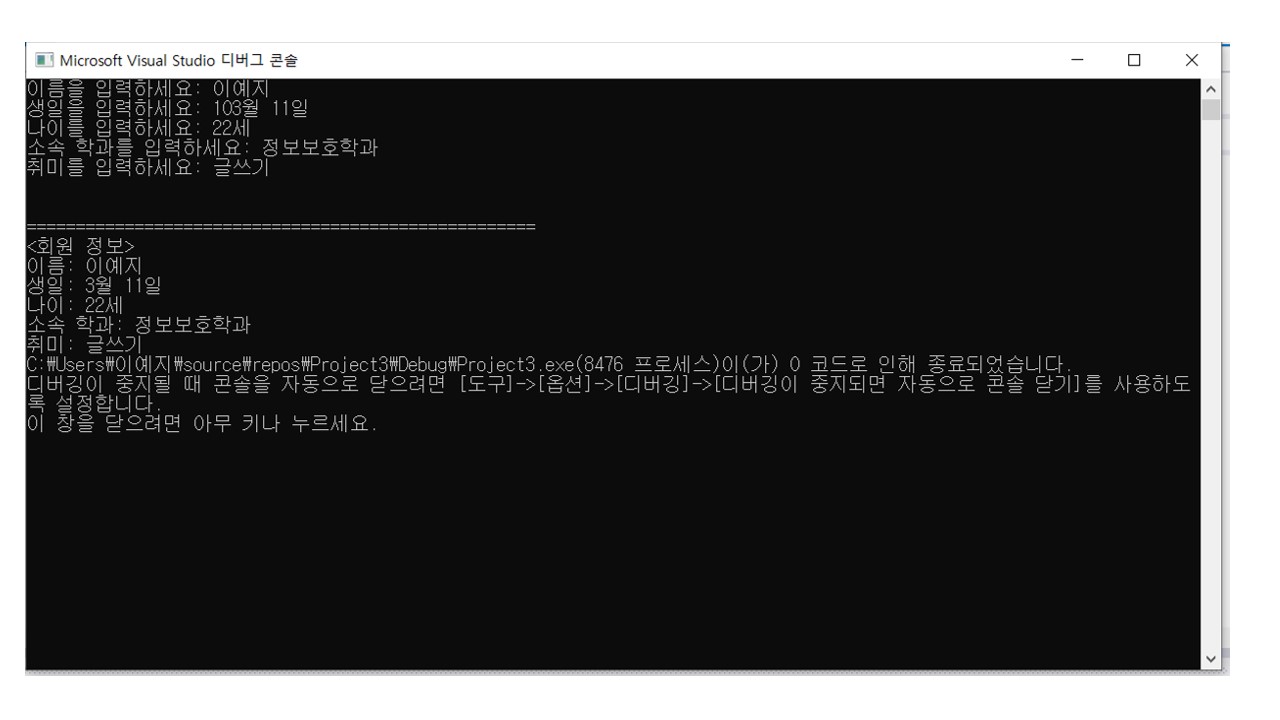 Microsoft Visual Studio 디버그 콘솔
이름을 입력하세요: 이예지
생일을 입력하세요: 103월 11일
나이를 입력하세요: 22세
소속 학과를 입력하세요: 정보보호학과
취미를 입력하세요: 글쓰기
====================================================
<회원 정보>
이름: 이예지
생일: 3월 11일
나이: 22세
소속 학과: 정보보호학과
취미: 글쓰기
C:₩Users₩이예지₩source₩repos₩Project3₩Debug₩Project3.exe(8476 프로세스)이(가) 0 코드로 인해 종료되었습니다.
디버깅이 중지될 때 콘솔을 자동으로 닫으려면 [도구]->[옵션]->[디버깅]->[디버깅이 중지되면 자동으로 콘솔 닫기]를 사용하도
록 설정합니다.
이 창을 닫으려면 아무 키나 누르세요.